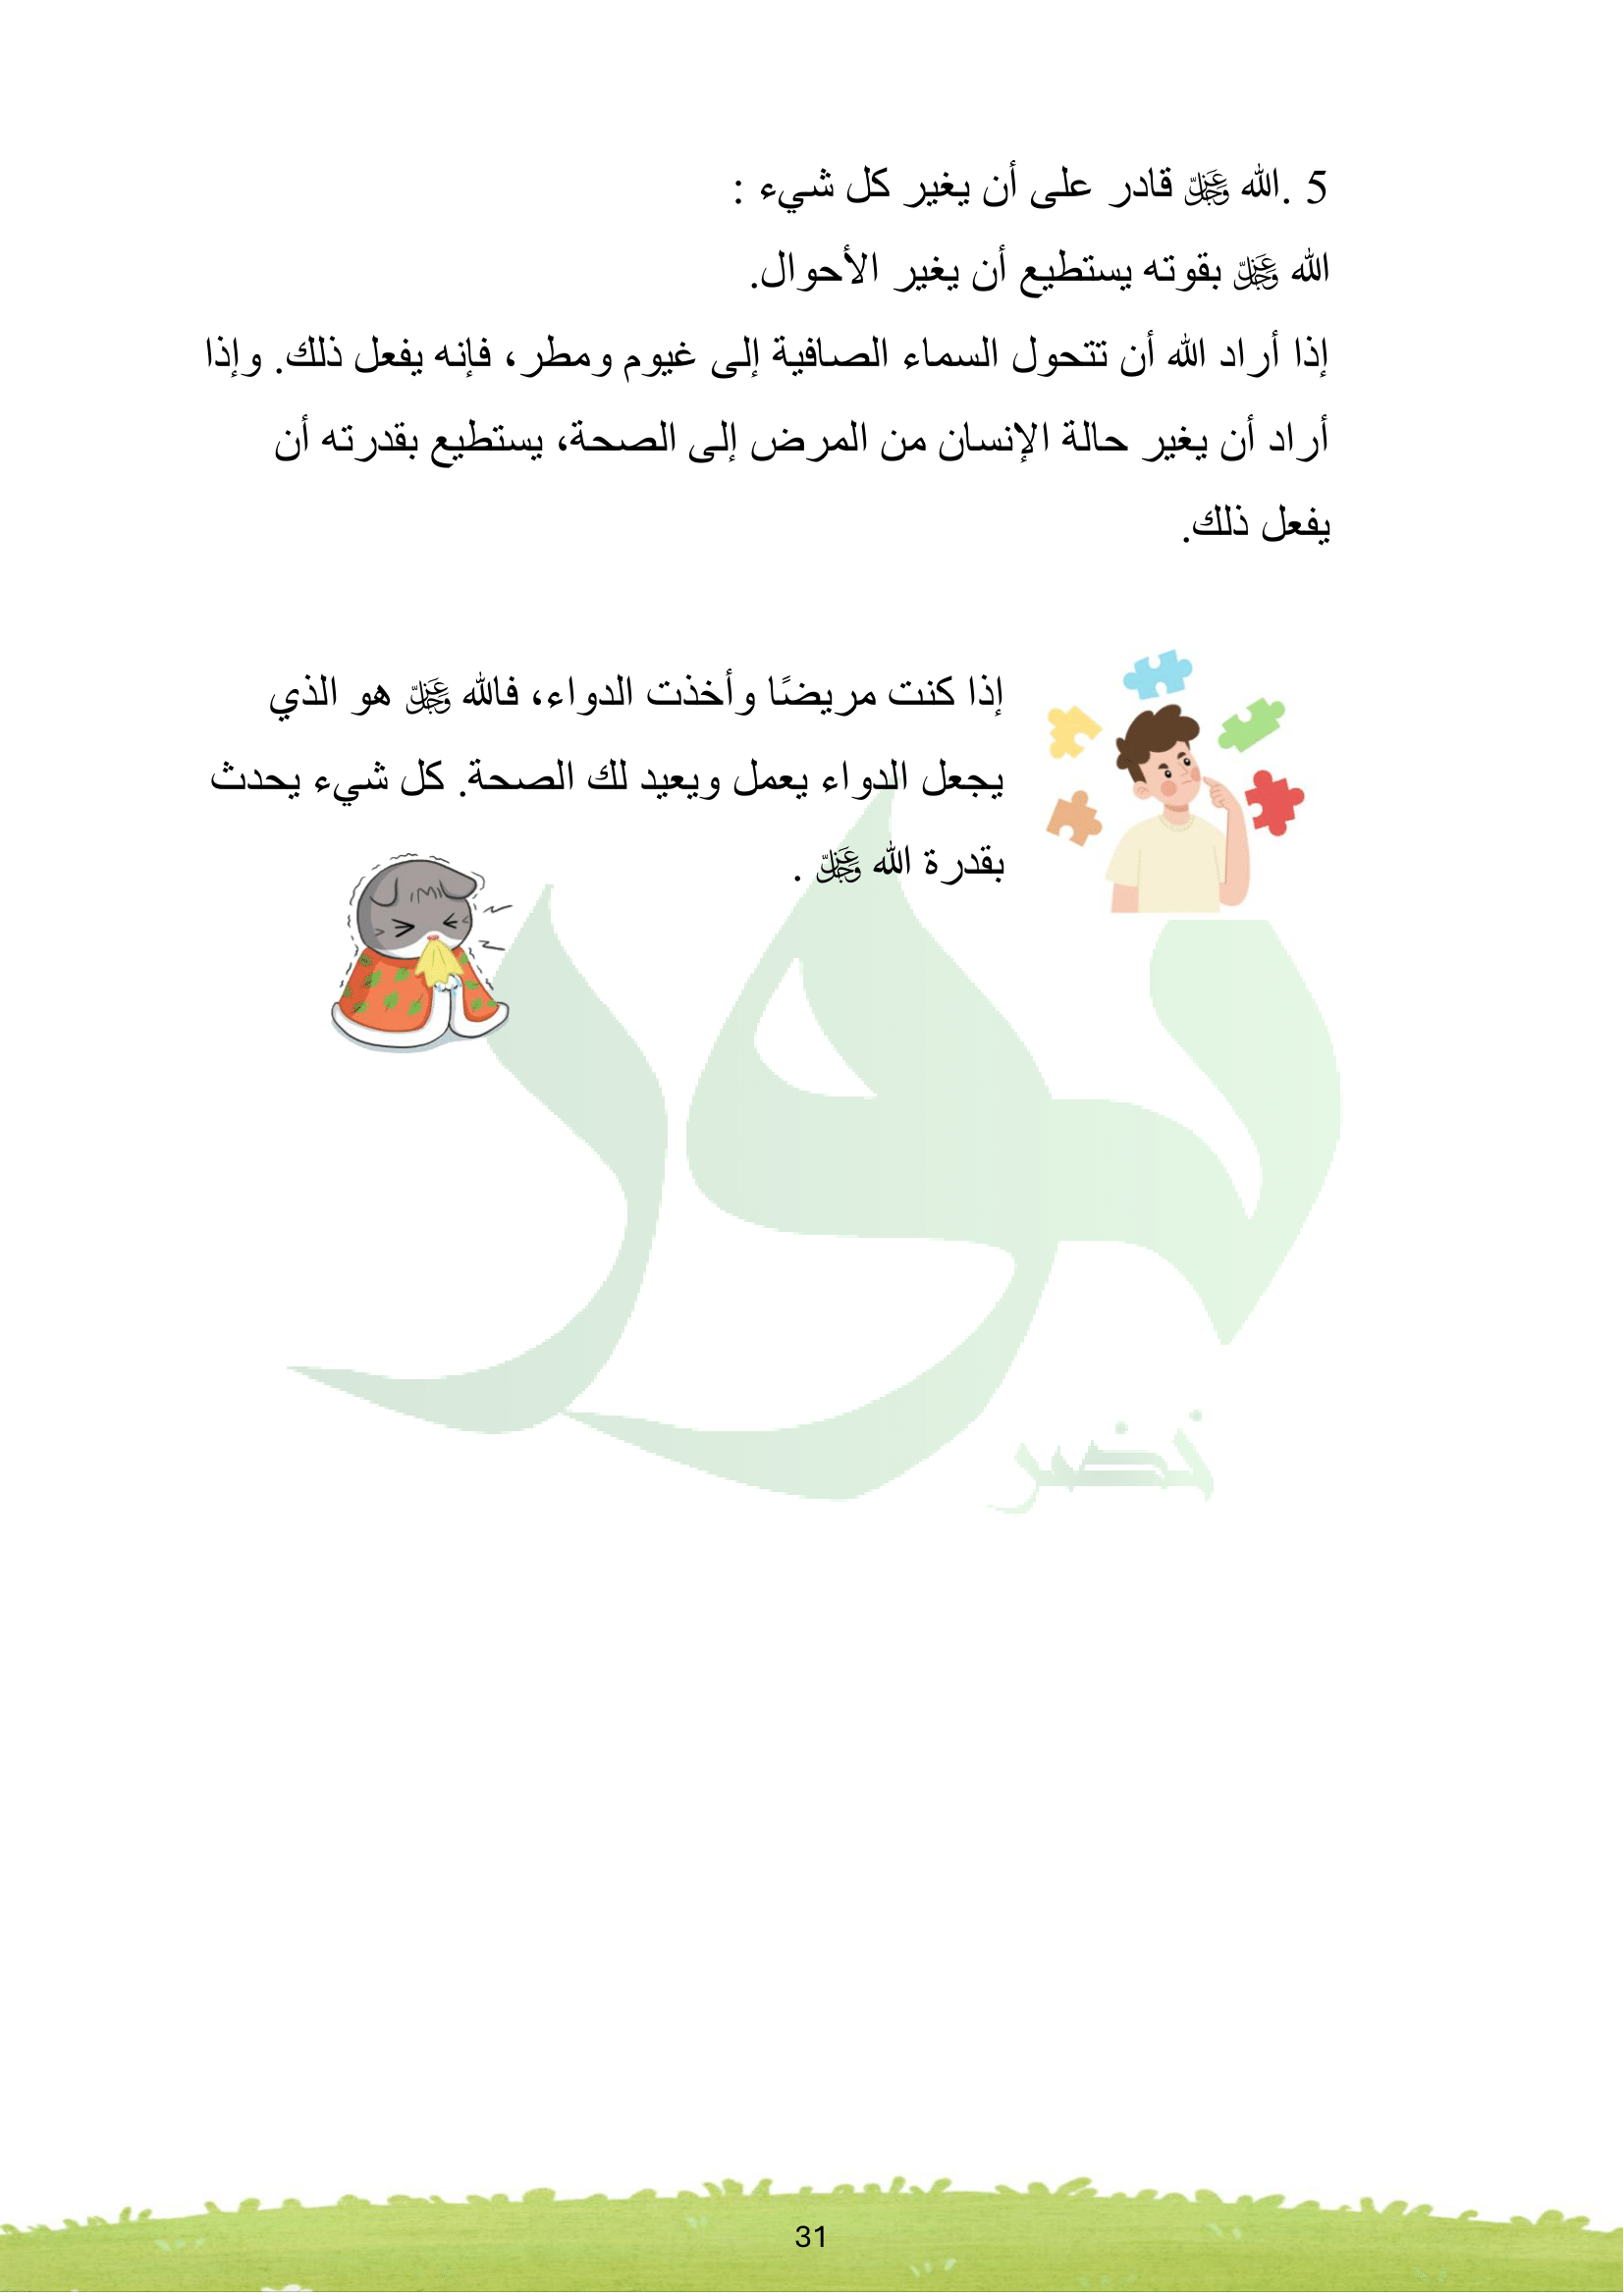 5 .الله ﷻ قادر على أن يغير كل شيء :
الله ﷻ بقوته يستطيع أن يغير الأحوال.
إذا أراد الله أن تتحول السماء الصافية إلى غيوم ومطر، فإنه يفعل ذلك. وإذا
أراد أن يغير حالة الإنسان من المرض إلى الصحة، يستطيع بقدرته أن
يفعل ذلك.
إذا كنت مريضًا وأخذت الدواء، فالله ﷻ هو الذي
يجعل الدواء يعمل ويعيد لك الصحة. كل شيء يحدث
بقدرة الله ﷻ .
نور
نضر
31